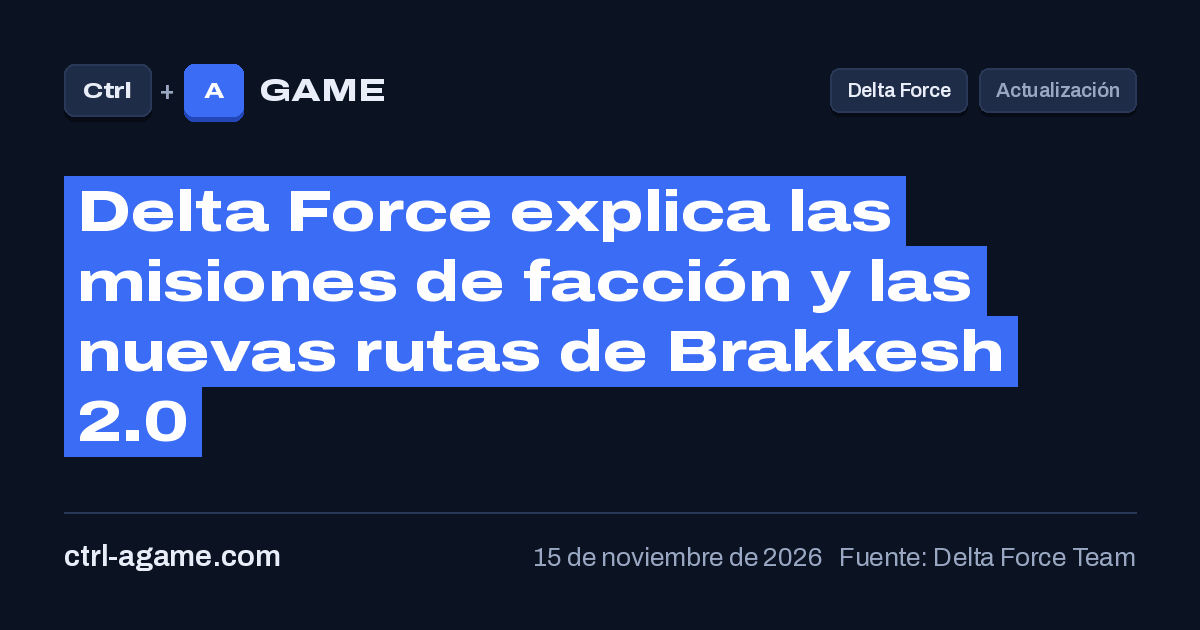 Ctrl + A GAME
Delta Force
Actualización
Delta Force explica las
misiones de facción y las
nuevas rutas de Brakkesh
2.0
ctrl-agame.com
15 de noviembre de 2026 Fuente: Delta Force Team